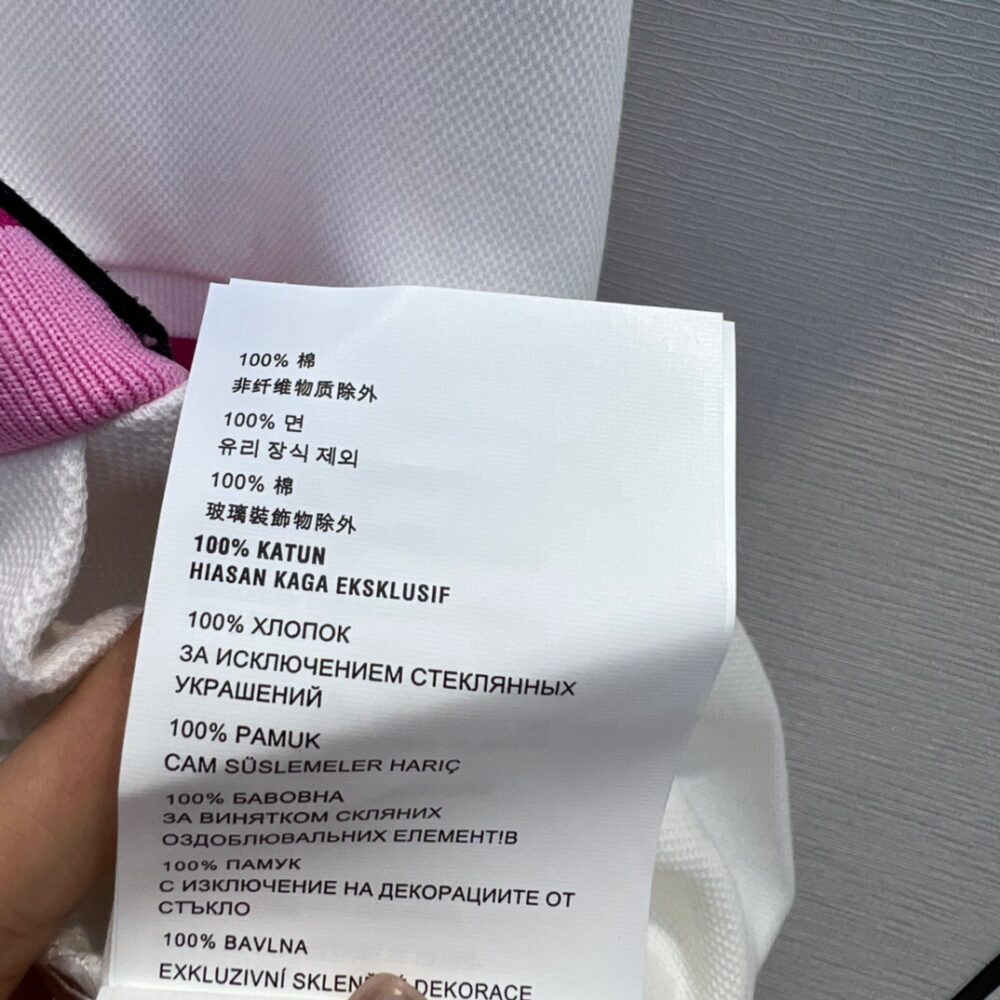 100% 棉
非纤维物质除外
100% 면
유리 장식 제외
100% 棉
玻璃裝飾物除外
100% KATUN
HIASAN KAGA EKSKLUSIF
100% ХЛОПОК
ЗА ИСКЛЮЧЕНИЕМ СТЕКЛЯННЫХ
УКРАШЕНИЙ
100% PAMUK
CAM SÜSLEMELER HARIÇ
100% БАВОВНА
ЗА ВИНЯТКОМ СКЛЯНИХ
ОЗДОБЛЮВАЛЬНИХ ЕЛЕМЕНТ!В
100% ПАМУК
С ИЗКЛЮЧЕНИЕ НА ДЕКОРАЦИИТЕ ОТ
СТЪКЛО
100% BAVLNA
EXKLUZIVNÍ DEKORACE